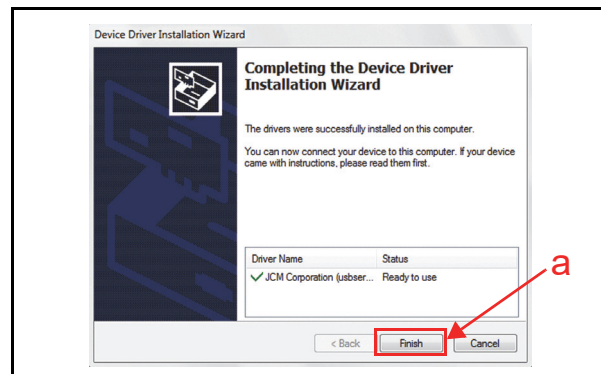 Device Driver Installation Wizard
Completing the Device Driver
Installation Wizard
The drivers were successfully installed on this computer.
You can now connect your device to this computer. If your device
came with instructions, please read them first.
Driver Name Status
JCM Corporation (usbser... Ready to use
a
< Back Finish Cancel